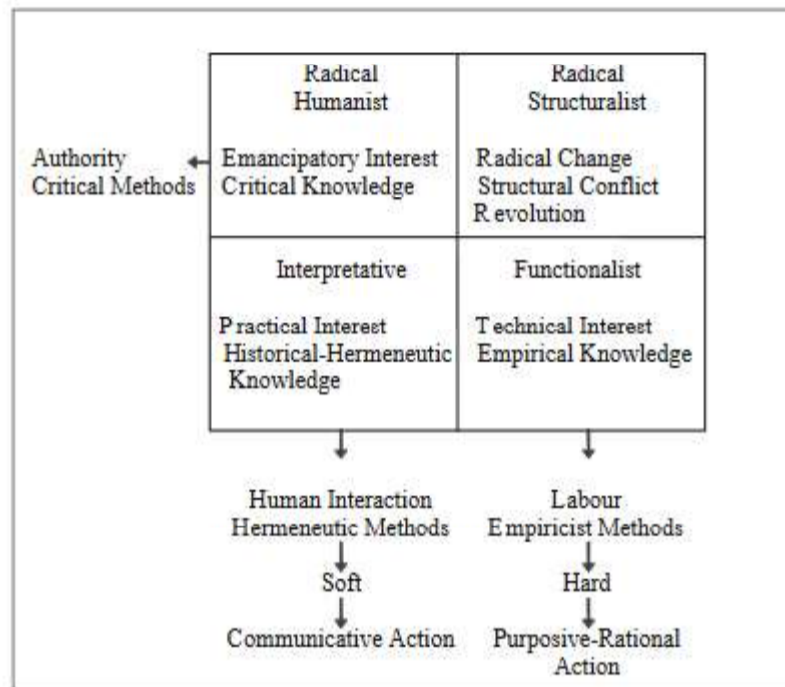 Radical
Humanist
Radical
Structuralist
Authority
Critical Methods
Emancipatory Interest
Critical Knowledge
Radical Change
Structural Conflict
Revolution
Interpretative
Practical Interest
Historical-Hermeneutic
Knowledge
Functionalist
Technical Interest
Empirical Knowledge
Human Interaction
Hermeneutic Methods
Soft
Communicative Action
Labour
Empiricist Methods
Hard
Purposive-Rational
Action